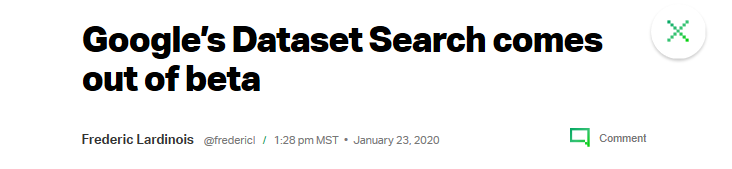 Google's Dataset Search comes
out of beta
Frederic Lardinois @fredericl / 1:28 pm MST • January 23, 2020
Comment